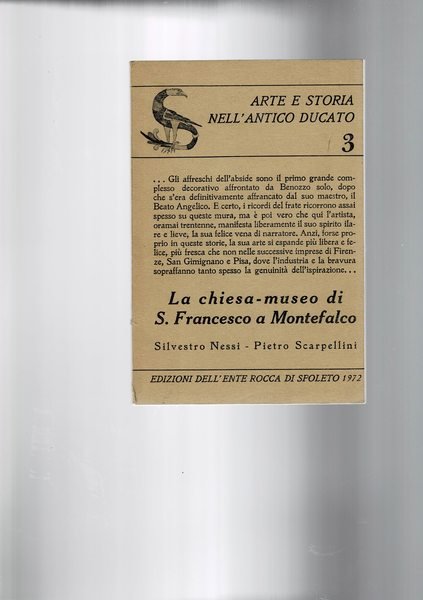 ARTE E STORIA
NELL'ANTICO DUCATO
3
... Gli affreschi dell'abside sono il primo grande com-
plesso decorativo affrontato da Benozzo solo, dopo
che s'era definitivamente affrancato dal suo maestro, il
Beato Angelico. E certo, i ricordi del frate ricorrono assai
spesso su queste mura, ma è poi vero che qui l'artista,
oramai trentenne, manifesta liberamente il suo spirito ila-
re e lieve, la sua felice vena di narratore. Anzi, forse pro-
prio in queste storie, la sua arte si espande più libera e fe-
lice, più fresca che non nelle successive imprese di Firen-
ze, San Gimignano e Pisa, dove l'industria e la bravura
sopraffanno tanto spesso la genuinità dell'ispirazione...
La chiesa-museo di
S. Francesco a Montefalco
Silvestro Nessi - Pietro Scarpellini
EDIZIONI DELL'ENTE ROCCA DI SPOLETO 1972